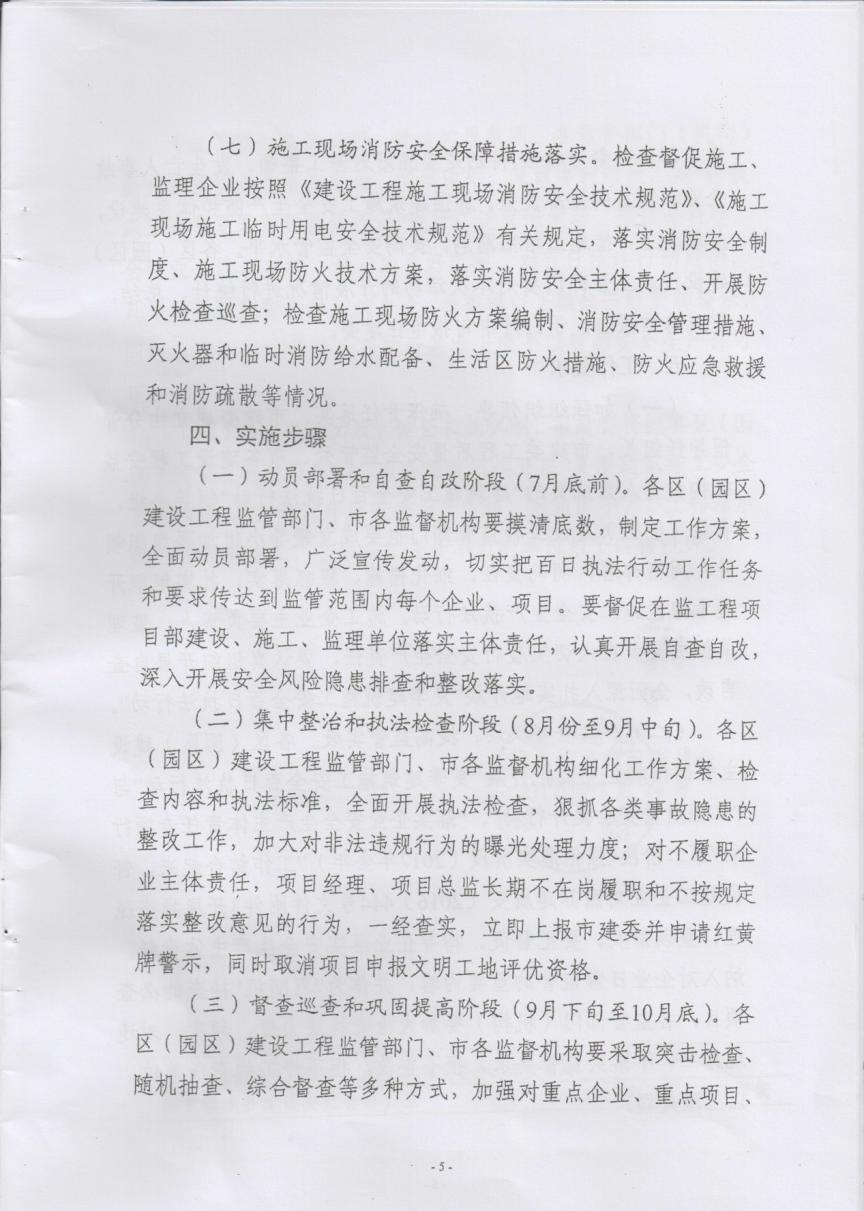 （七）施工现场消防安全保障措施落实。检查督促施工、
监理企业按照《建设工程施工现场消防安全技术规范》、《施工
现场施工临时用电安全技术规范》有关规定，落实消防安全制
度、施工现场防火技术方案，落实消防安全主体责任、开展防
火检查巡查；检查施工现场防火方案编制、消防安全管理措施、
灭火器和临时消防给水配备、生活区防火措施、防火应急救援
和消防疏散等情况。
四、实施步骤
（一）动员部署和自查自改阶段（7月底前）。各区（园区）
建设工程监管部门、市各监督机构要摸清底数，制定工作方案，
全面动员部署，广泛宣传发动，切实把百日执法行动工作任务
和要求传达到监管范围内每个企业、项目。要督促在监工程项
目部建设、施工、监理单位落实主体责任，认真开展自查自改，
深入开展安全风险隐患排查和整改落实。
（二）集中整治和执法检查阶段（8月份至9月中旬）。各区
（园区）建设工程监管部门、市各监督机构细化工作方案、检
查内容和执法标准，全面开展执法检查，狠抓各类事故隐患的
整改工作，加大对非法违规行为的曝光处理力度；对不履职企
业主体责任，项目经理、项目总监长期不在岗履职和不按规定
落实整改意见的行为，一经查实，立即上报市建委并申请红黄
牌警示，同时取消项目申报文明工地评优资格。
（三）督查巡查和巩固提高阶段（9月下旬至10月底）。各
区（园区）建设工程监管部门、市各监督机构要采取突击检查、
随机抽查、综合督查等多种方式，加强对重点企业、重点项目、
- 5 -